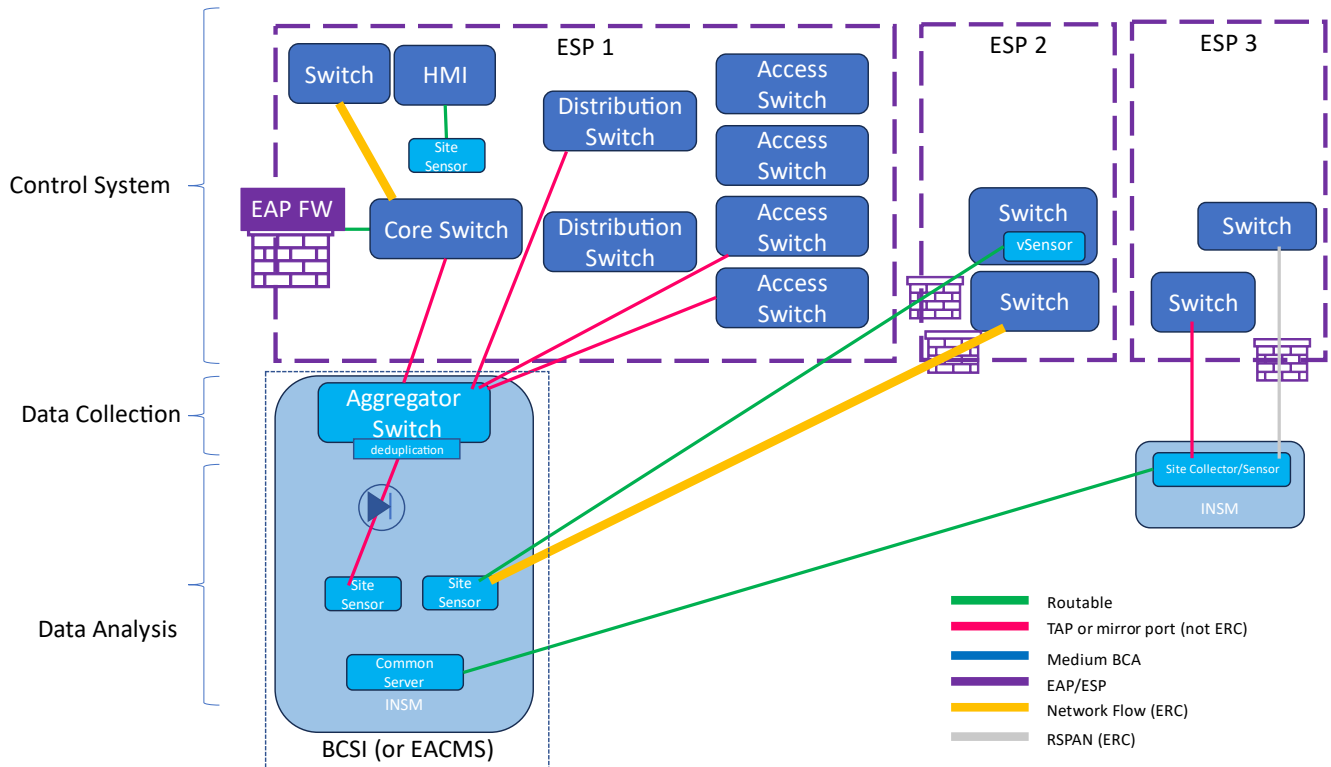 ESP 1
ESP 2
ESP 3
Switch
HMI
Site
Sensor
EAP FW
Core Switch
Distribution
Switch
Distribution
Switch
Access
Switch
Access
Switch
Access
Switch
Access
Switch
Switch
vSensor
Switch
Switch
Switch
Control System
Data Collection
Data Analysis
Aggregator
Switch
deduplication
Site
Sensor
Site
Sensor
Common
Server
INSM
BCSI (or EACMS)
Site Collector/Sensor
INSM
Routable
TAP or mirror port (not ERC)
Medium BCA
EAP/ESP
Network Flow (ERC)
RSPAN (ERC)